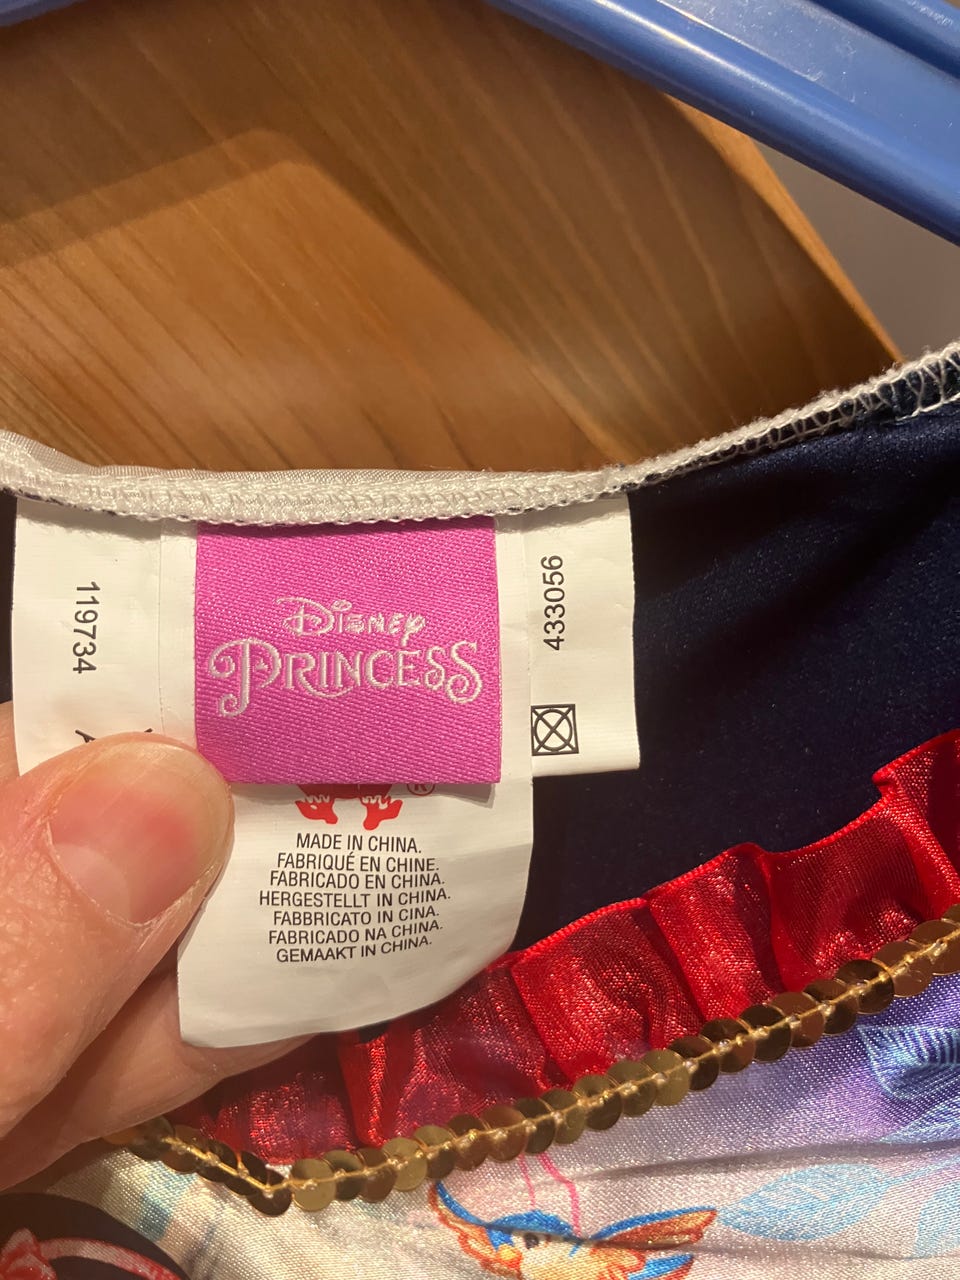 119734
Disney
PRINCESS
433056
®
MADE IN CHINA.
FABRIQUÉ EN CHINE.
FABRICADO EN CHINA.
HERGESTELLT IN CHINA.
FABBRICATO IN CINA.
FABRICADO NA CHINA.
GEMAAKT IN CHINA.